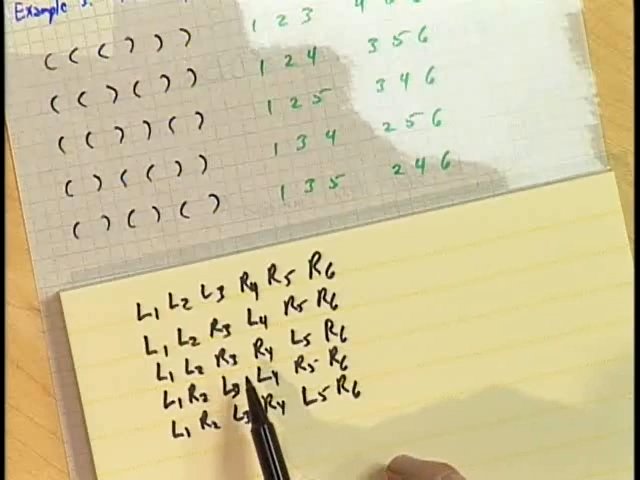 Example 3.
( ( ( ) ) ) 1 2 3 4
( ( ) ( ) ) 1 2 4 3 5 6
( ( ) ) ( ) 1 2 5 3 4 6
( ) ( ( ) ) 1 3 4 2 5 6
( ) ( ) ( ) 1 3 5 2 4 6
L1 L2 L3 R4 R5 R6
L1 L2 R3 L4 R5 R6
L1 L2 R3 R4 L5 R6
L1 R2 L3 L4 R5 R6
L1 R2 L3 R4 L5 R6